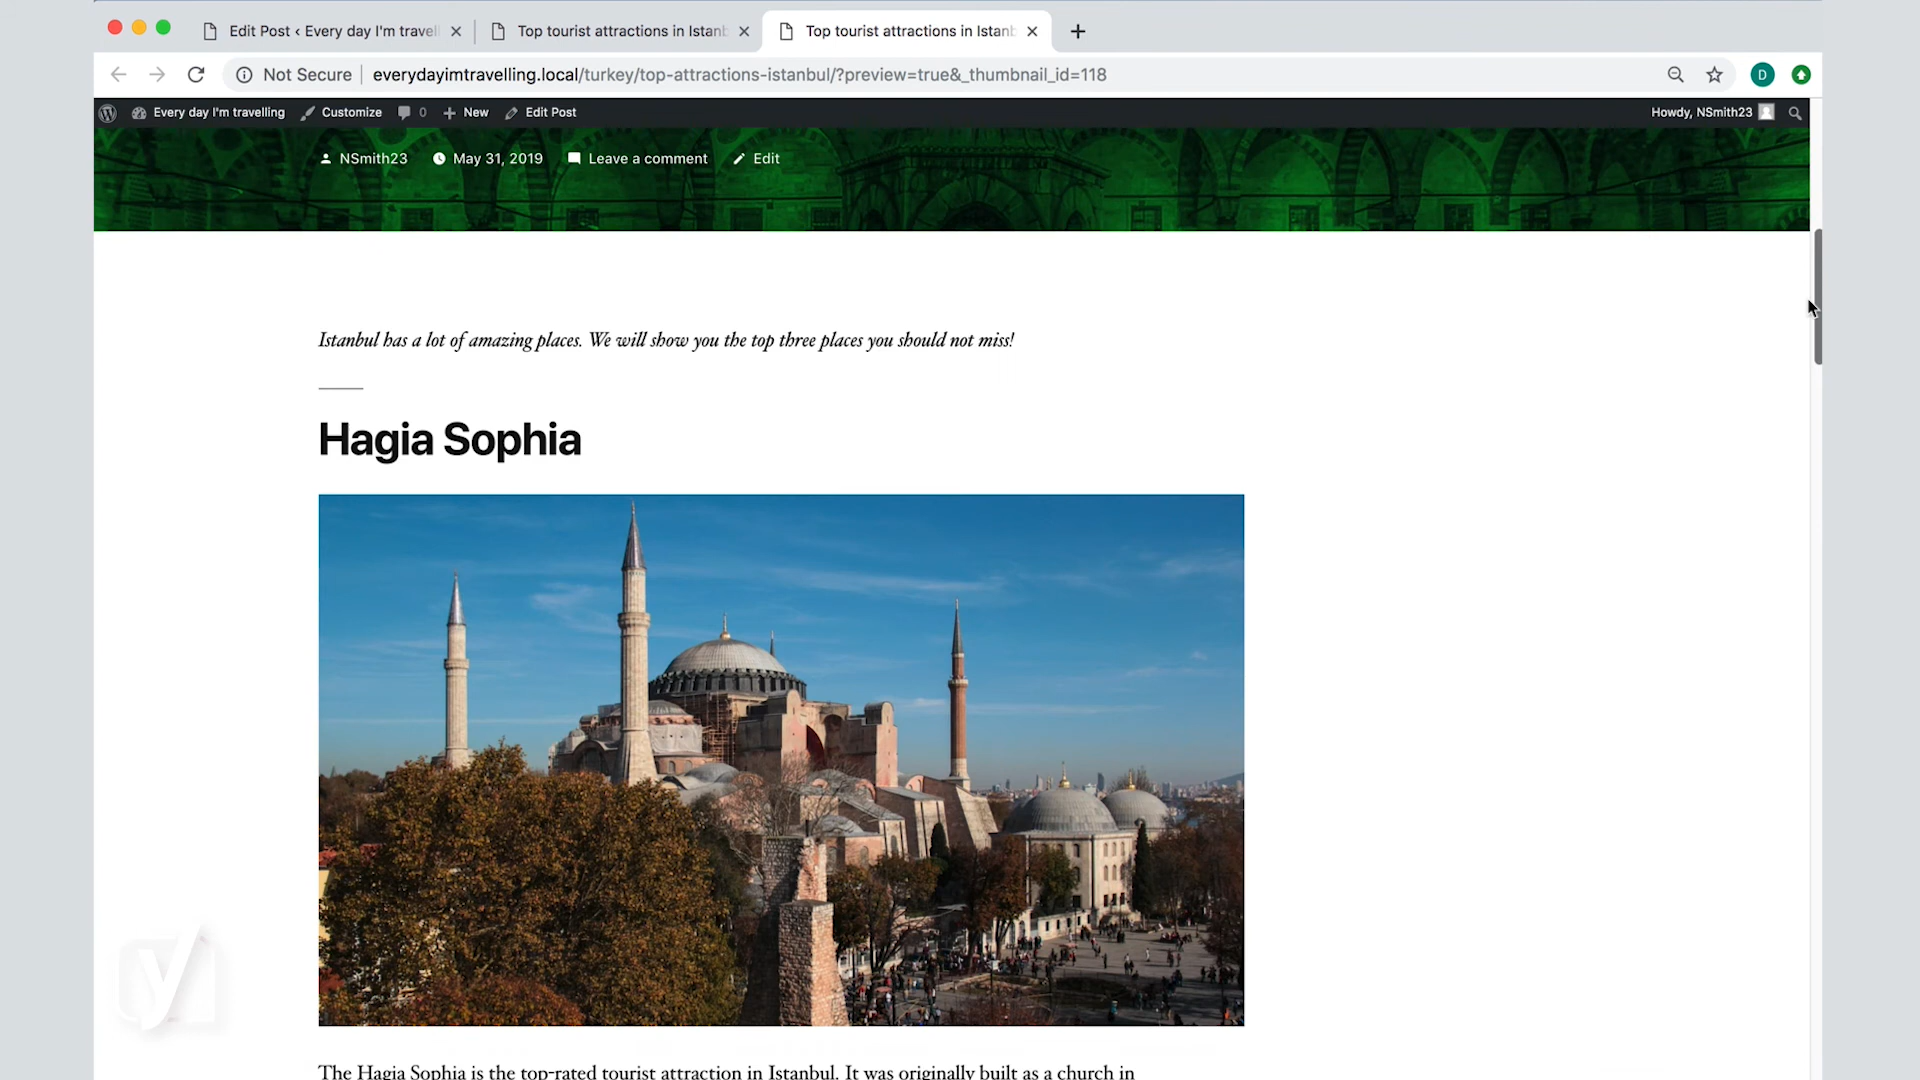 Edit Post ‹ Every day I'm travell
Top tourist attractions in Istanb
Top tourist attractions in Istanb
Not Secure
everydayimtravelling.local/turkey/top-attractions-istanbul/?preview=true&_thumbnail_id=118
D
Every day I'm travelling
Customize
0
New
Edit Post
Howdy, NSmith23
NSmith23
May 31, 2019
Leave a comment
Edit
Istanbul has a lot of amazing places. We will show you the top three places you should not miss!
Hagia Sophia
y
The Hagia Sophia is the top-rated tourist attraction in Istanbul. It was originally built as a church in